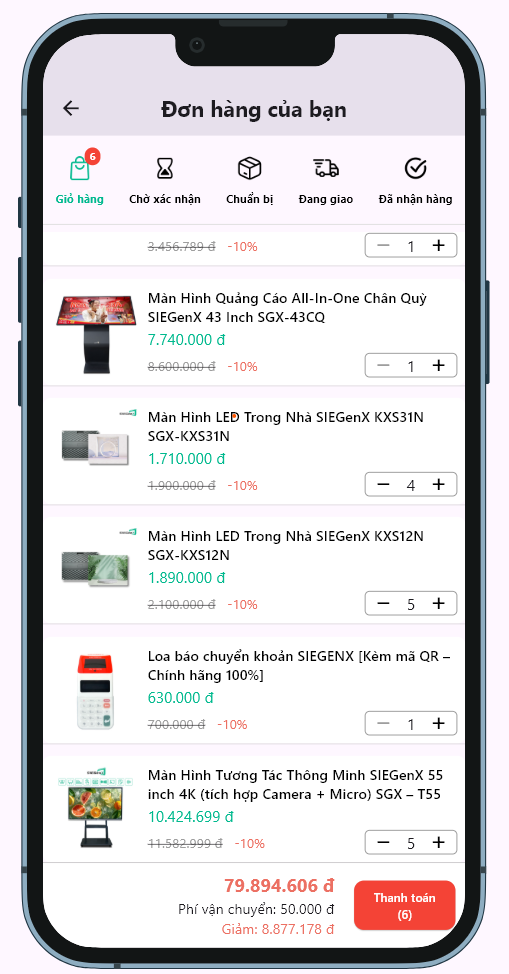 Đơn hàng của bạn
6
Giỏ hàng
Chờ xác nhận
Chuẩn bị
Đang giao
Đã nhận hàng
3.456.789 đ -10%
1
Màn Hình Quảng Cáo All-In-One Chân Quỳ
SIEGenX 43 Inch SGX-43CQ
7.740.000 đ
8.600.000 đ -10%
1
Màn Hình LED Trong Nhà SIEGenX KXS31N
SGX-KXS31N
1.710.000 đ
1.900.000 đ -10%
4
Màn Hình LED Trong Nhà SIEGenX KXS12N
SGX-KXS12N
1.890.000 đ
2.100.000 đ -10%
5
Loa báo chuyển khoản SIEGENX [Kèm mã QR –
Chính hãng 100%]
630.000 đ
700.000 đ -10%
1
Màn Hình Tương Tác Thông Minh SIEGenX 55
inch 4K (tích hợp Camera + Micro) SGX – T55
10.424.699 đ
11.582.999 đ -10%
5
79.894.606 đ
Phí vận chuyển: 50.000 đ
Giảm: 8.877.178 đ
Thanh toán
(6)